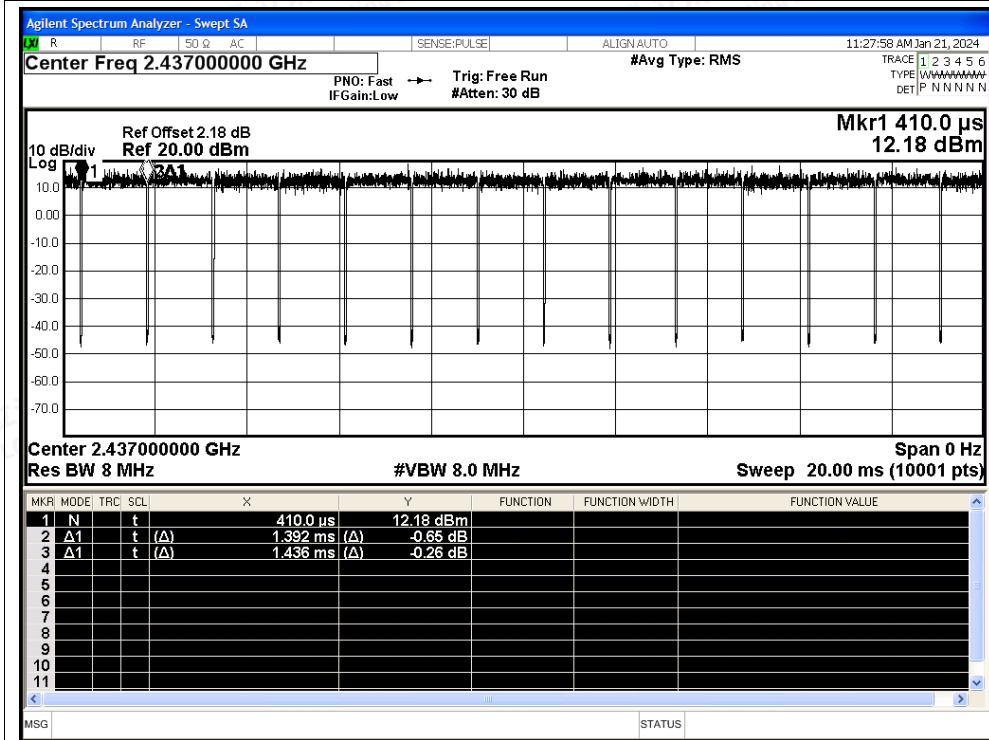 Agilent Spectrum Analyzer - Swept SA
LXI R RF 50 Ω AC SENSE:PULSE ALIGN AUTO 11:27:58 AM Jan 21, 2024
Center Freq 2.437000000 GHz #Avg Type: RMS TRACE 1 2 3 4 5 6
PNO: Fast Trig: Free Run TYPE WWWWWW
IFGain:Low #Atten: 30 dB DET P N N N N N
Mkr1 410.0 µs
Ref Offset 2.18 dB
10 dB/div Ref 20.00 dBm 12.18 dBm
Log
1 3Δ1
10.0
0.00
-10.0
-20.0
-30.0
-40.0
-50.0
-60.0
-70.0
Center 2.437000000 GHz Span 0 Hz
Res BW 8 MHz #VBW 8.0 MHz Sweep 20.00 ms (10001 pts)
MKR MODE TRC SCL X Y FUNCTION FUNCTION WIDTH FUNCTION VALUE
1 N t 410.0 µs 12.18 dBm
2 Δ1 t (Δ) 1.392 ms (Δ) -0.65 dB
3 Δ1 t (Δ) 1.436 ms (Δ) -0.26 dB
4
5
6
7
8
9
10
11
MSG STATUS